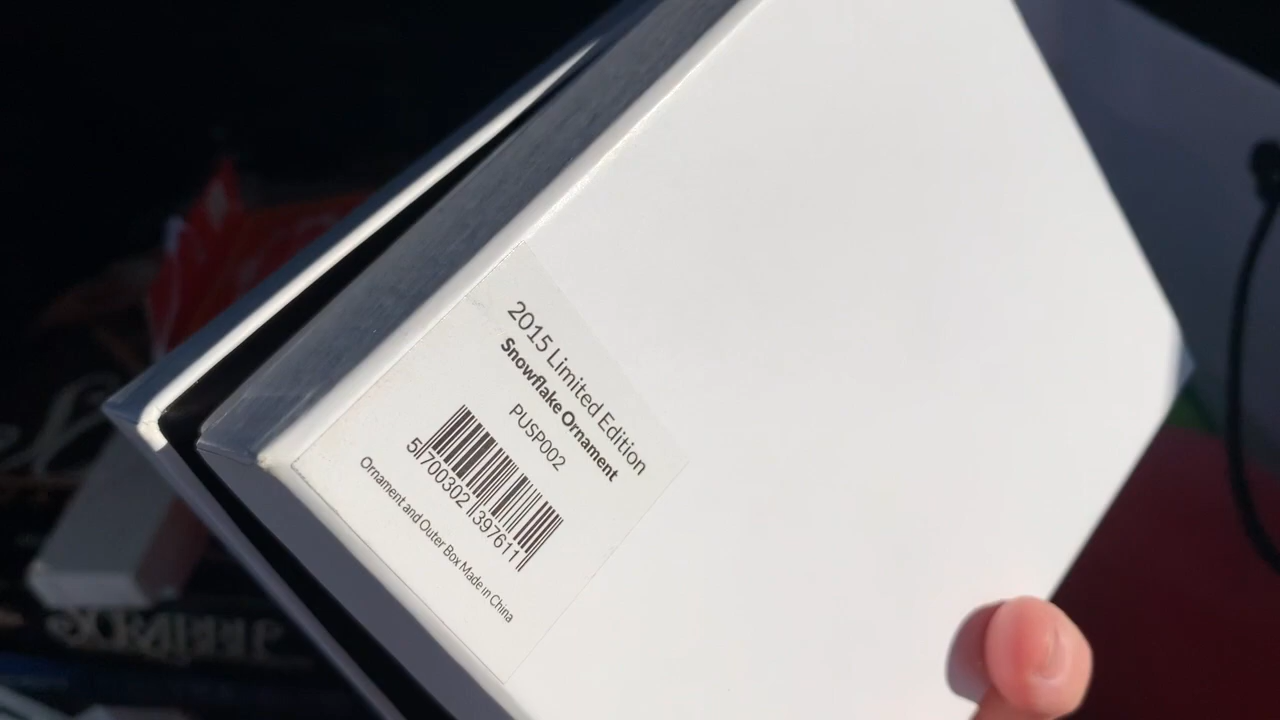 2015 Limited Edition
Snowflake Ornament
PUSP002
5 700302 397611
Ornament and Outer Box Made in China